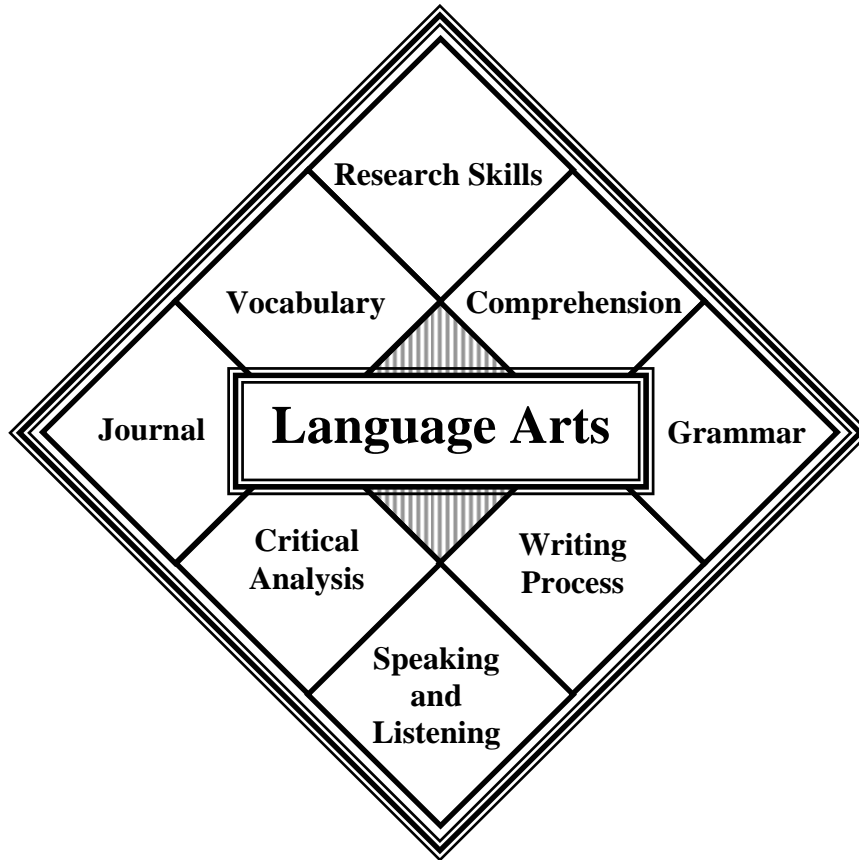 Research Skills
Vocabulary
Comprehension
Journal
Language Arts
Grammar
Critical
Analysis
Writing
Process
Speaking
and
Listening